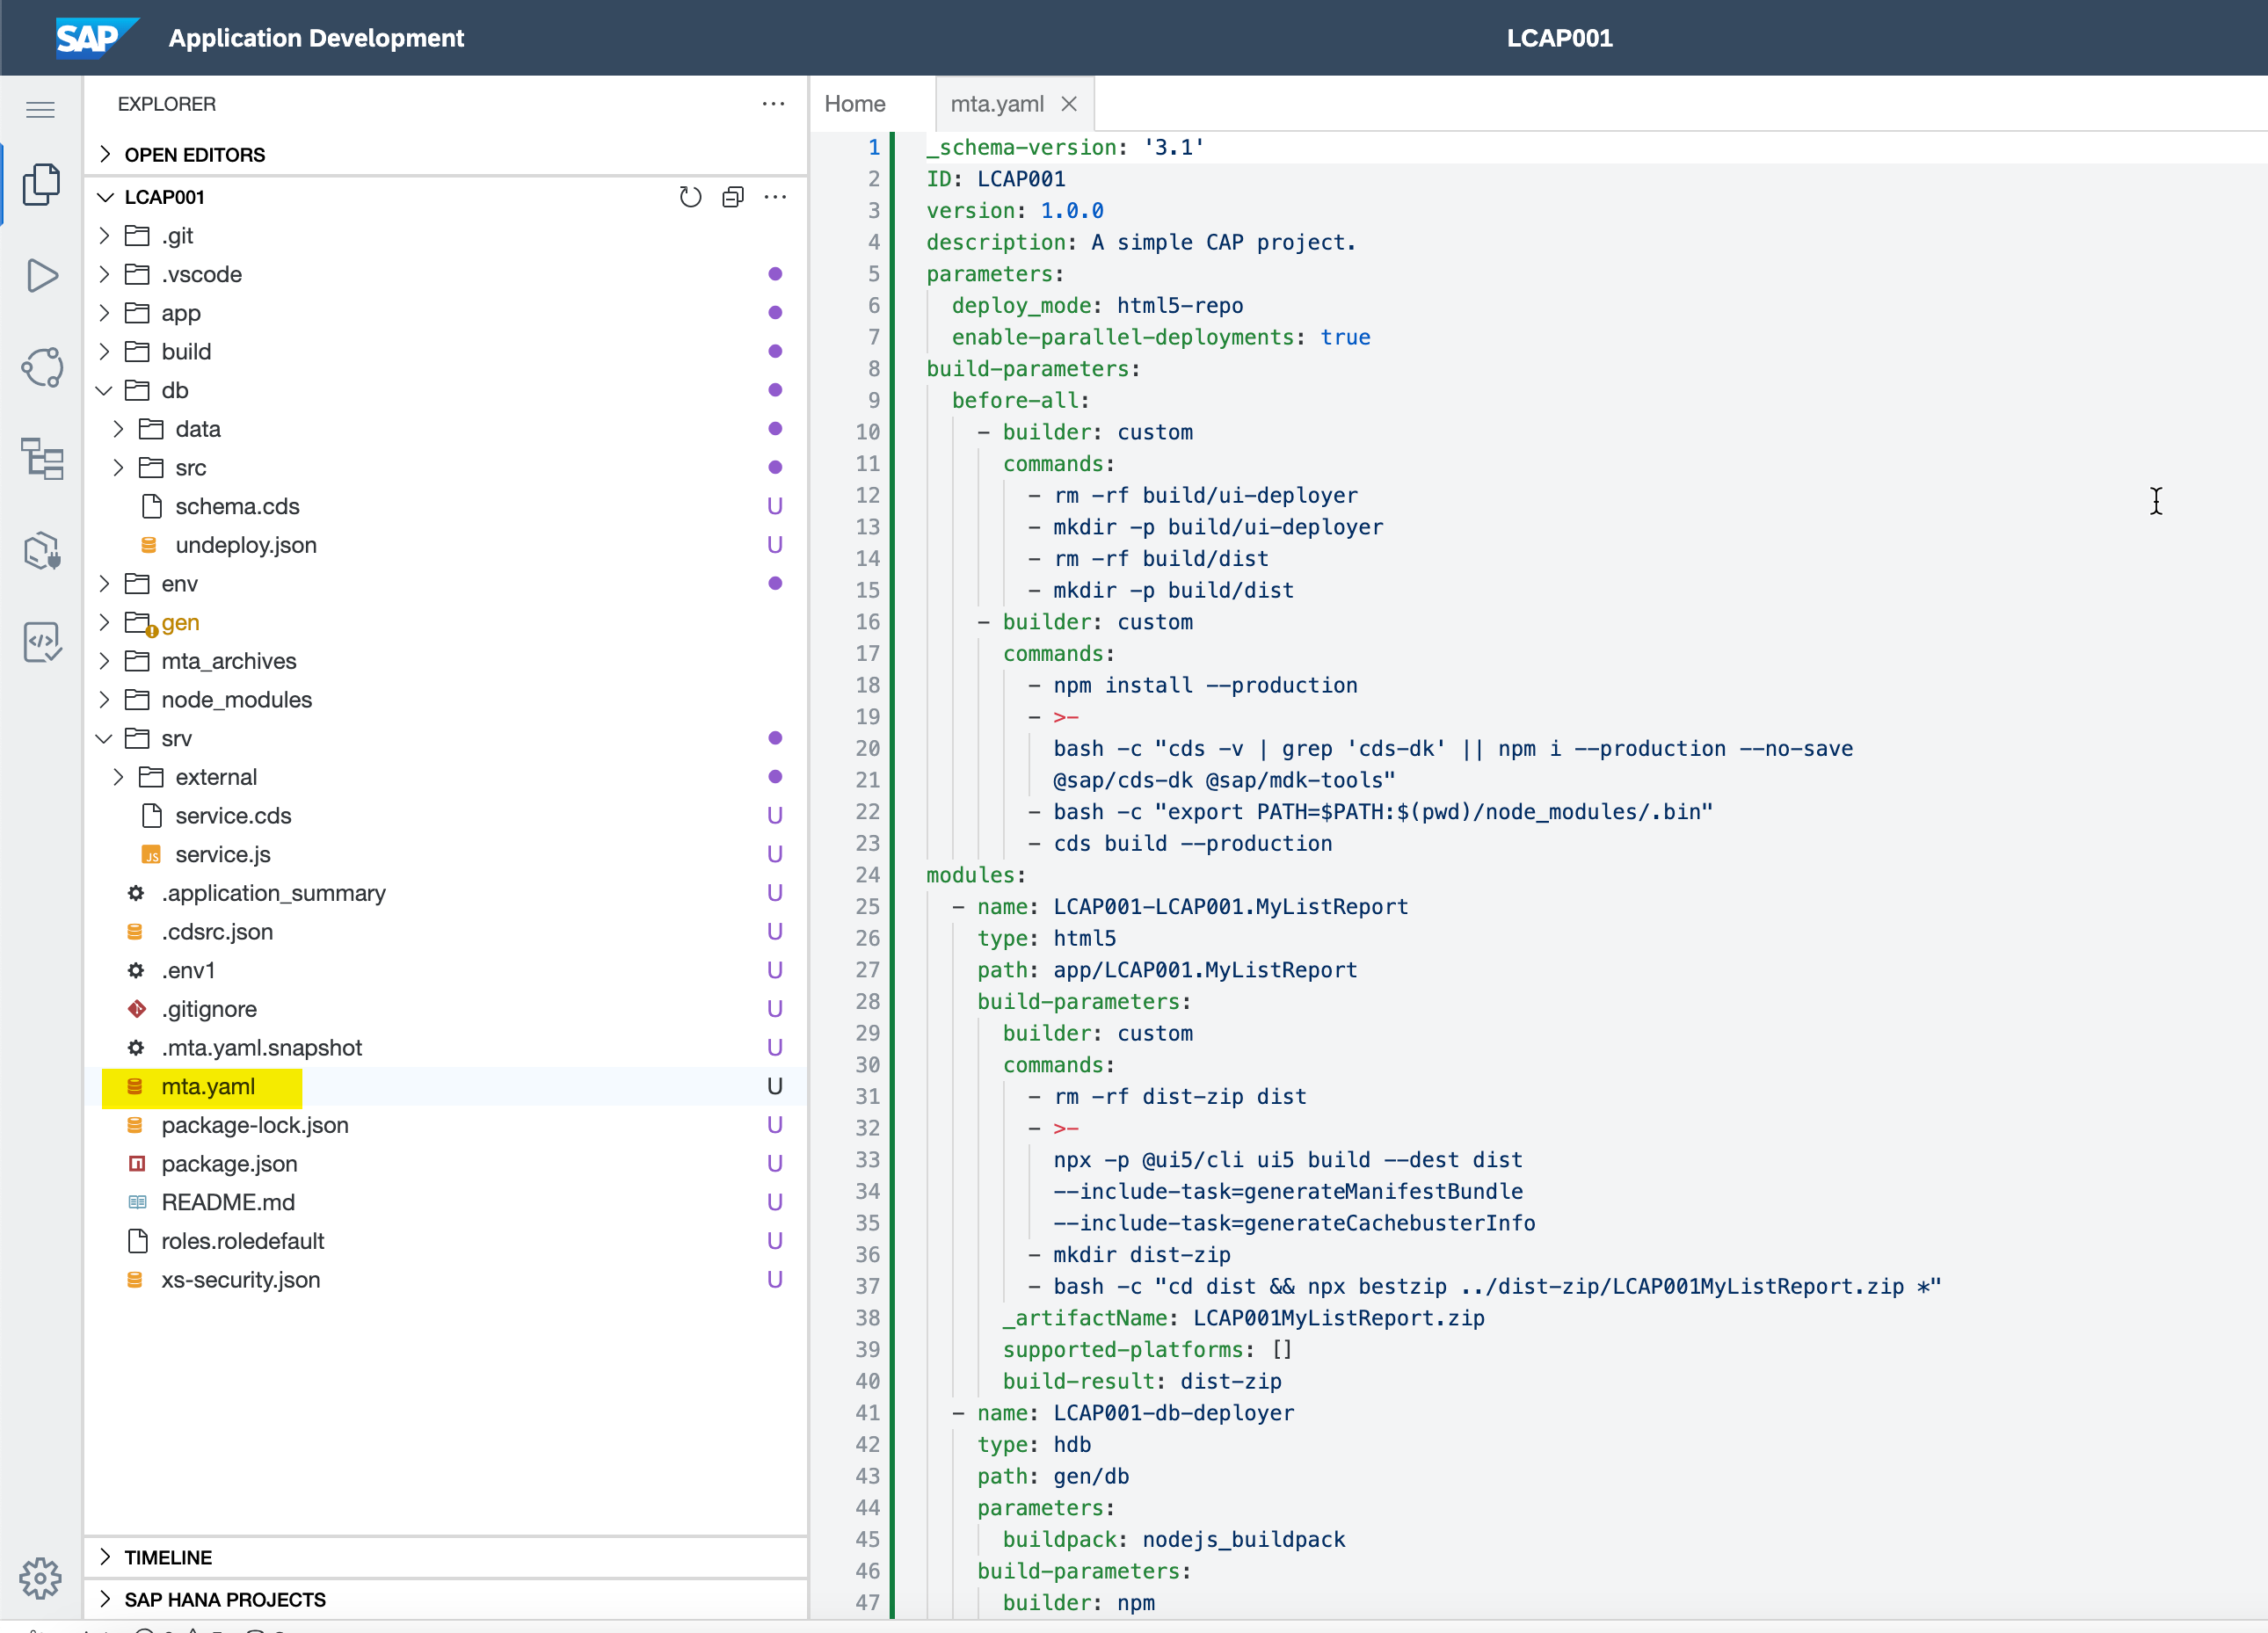 SAP Application Development LCAP001
EXPLORER
OPEN EDITORS
LCAP001
.git
.vscode
app
build
db
data
src
schema.cds U
undeploy.json U
env
gen
mta_archives
node_modules
srv
external
service.cds U
service.js U
.application_summary U
.cdsrc.json U
.env1 U
.gitignore U
.mta.yaml.snapshot U
mta.yaml U
package-lock.json U
package.json U
README.md U
roles.roledefault U
xs-security.json U
TIMELINE
SAP HANA PROJECTS
Home mta.yaml
1 _schema-version: '3.1'
2 ID: LCAP001
3 version: 1.0.0
4 description: A simple CAP project.
5 parameters:
6 deploy_mode: html5-repo
7 enable-parallel-deployments: true
8 build-parameters:
9 before-all:
10 - builder: custom
11 commands:
12 - rm -rf build/ui-deployer
13 - mkdir -p build/ui-deployer
14 - rm -rf build/dist
15 - mkdir -p build/dist
16 - builder: custom
17 commands:
18 - npm install --production
19 - >-
20 bash -c "cds -v | grep 'cds-dk' || npm i --production --no-save
21 @sap/cds-dk @sap/mdk-tools"
22 - bash -c "export PATH=$PATH:$(pwd)/node_modules/.bin"
23 - cds build --production
24 modules:
25 - name: LCAP001-LCAP001.MyListReport
26 type: html5
27 path: app/LCAP001.MyListReport
28 build-parameters:
29 builder: custom
30 commands:
31 - rm -rf dist-zip dist
32 - >-
33 npx -p @ui5/cli ui5 build --dest dist
34 --include-task=generateManifestBundle
35 --include-task=generateCachebusterInfo
36 - mkdir dist-zip
37 - bash -c "cd dist && npx bestzip ../dist-zip/LCAP001MyListReport.zip *"
38 _artifactName: LCAP001MyListReport.zip
39 supported-platforms: []
40 build-result: dist-zip
41 - name: LCAP001-db-deployer
42 type: hdb
43 path: gen/db
44 parameters:
45 buildpack: nodejs_buildpack
46 build-parameters:
47 builder: npm